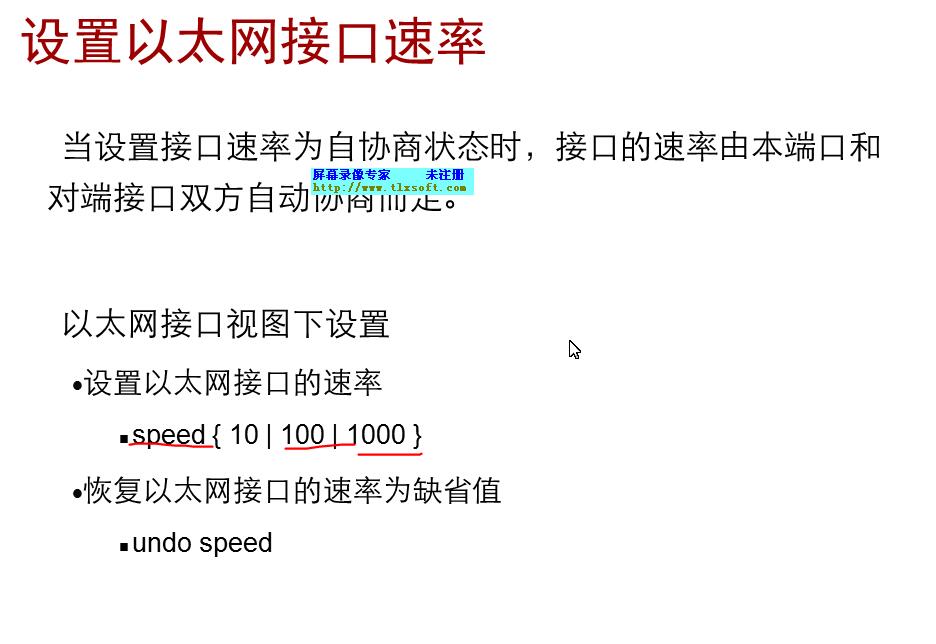 设置以太网接口速率
当设置接口速率为自协商状态时，接口的速率由本端口和
屏幕录像专家 未注册
http://www.tlxsoft.com
对端接口双方自动协商而定。
以太网接口视图下设置
•设置以太网接口的速率
▪speed { 10 | 100 | 1000 }
•恢复以太网接口的速率为缺省值
▪undo speed